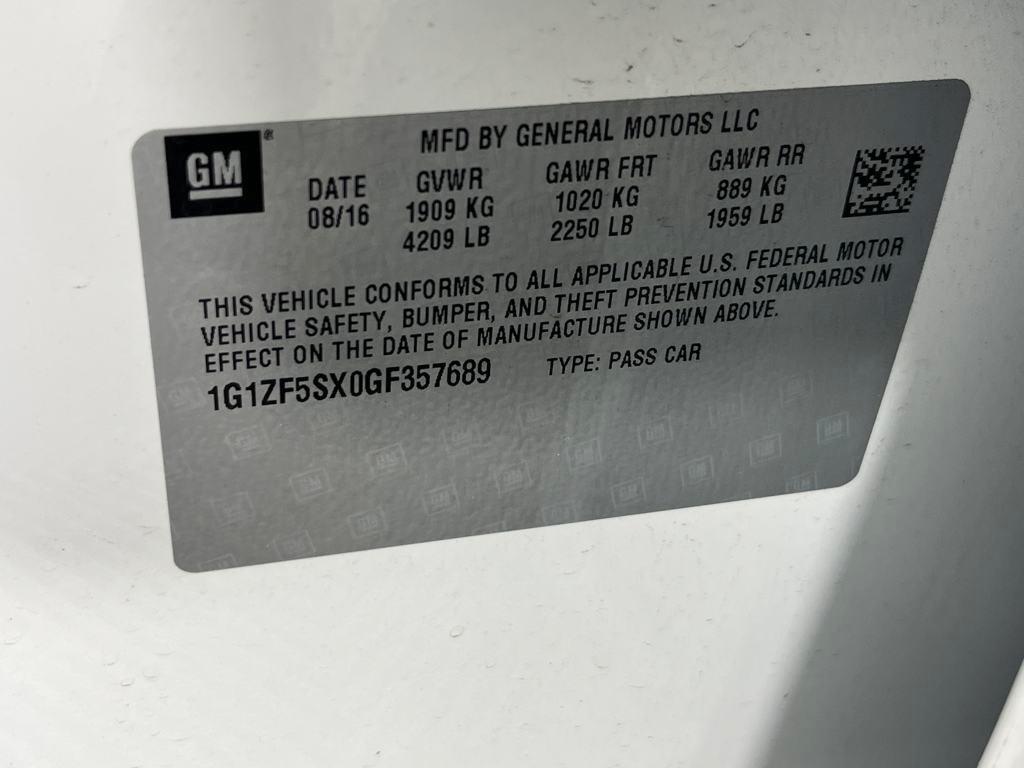 GM®
MFD BY GENERAL MOTORS LLC
DATE GVWR GAWR FRT GAWR RR
08/16 1909 KG 1020 KG 889 KG
4209 LB 2250 LB 1959 LB
THIS VEHICLE CONFORMS TO ALL APPLICABLE U.S. FEDERAL MOTOR
VEHICLE SAFETY, BUMPER, AND THEFT PREVENTION STANDARDS IN
EFFECT ON THE DATE OF MANUFACTURE SHOWN ABOVE.
1G1ZF5SX0GF357689 TYPE: PASS CAR